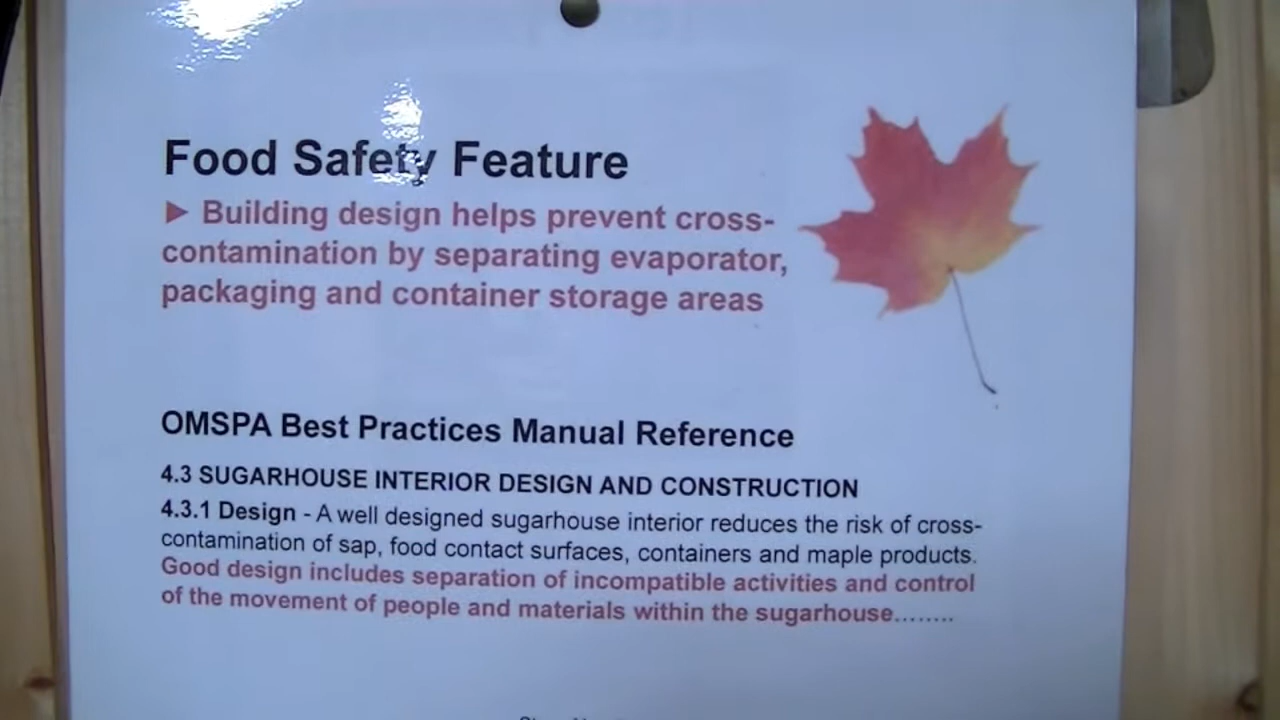 Food Safety Feature
► Building design helps prevent cross-
contamination by separating evaporator,
packaging and container storage areas
OMSPA Best Practices Manual Reference
4.3 SUGARHOUSE INTERIOR DESIGN AND CONSTRUCTION
4.3.1 Design - A well designed sugarhouse interior reduces the risk of cross-
contamination of sap, food contact surfaces, containers and maple products.
Good design includes separation of incompatible activities and control
of the movement of people and materials within the sugarhouse........